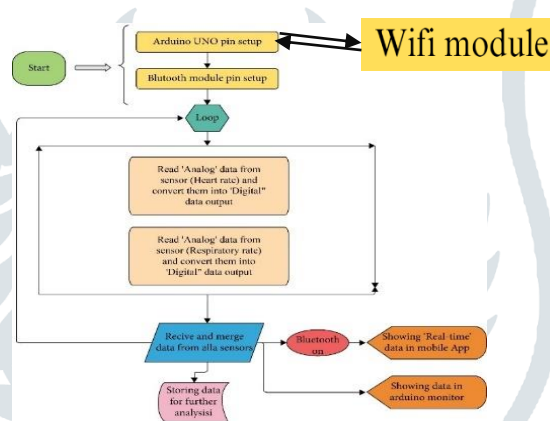 Arduino UNO pin setup
Wifi module
Start
Blutooth module pin setup
Loop
Read 'Analog' data from
sensor (Heart rate) and
convert them into 'Digital"
data output
Read 'Analog' data from
sensor (Respiratory rate)
and convert them into
'Digital" data output
Recive and merge
data from alla sensors
Bluetooth
on
Showing 'Real-time'
data in mobile App
Storing data
for further
analysisi
Showing data in
arduino monitor